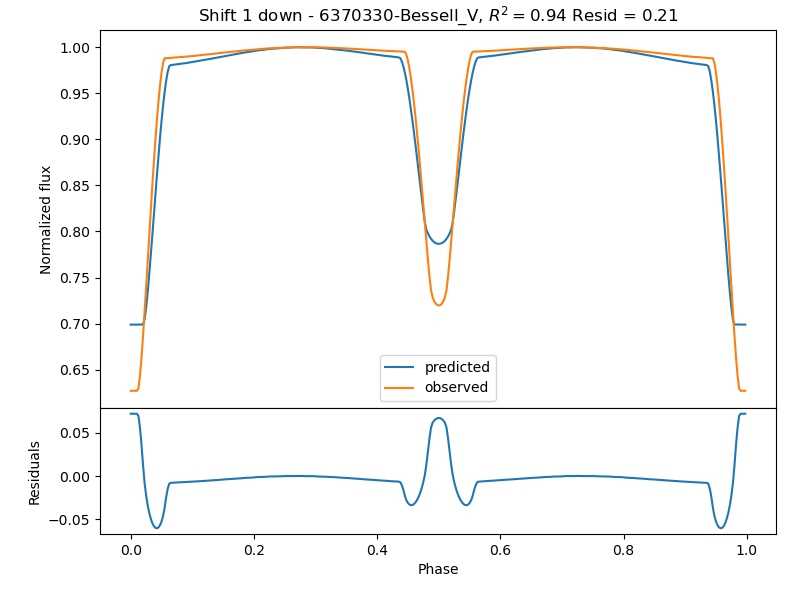 Shift 1 down - 6370330-Bessell_V, $R^2 = 0.94$ Resid = 0.21
Normalized flux
1.00
0.95
0.90
0.85
0.80
0.75
0.70
0.65
predicted
observed
Residuals
0.05
0.00
−0.05
0.0 0.2 0.4 0.6 0.8 1.0
Phase